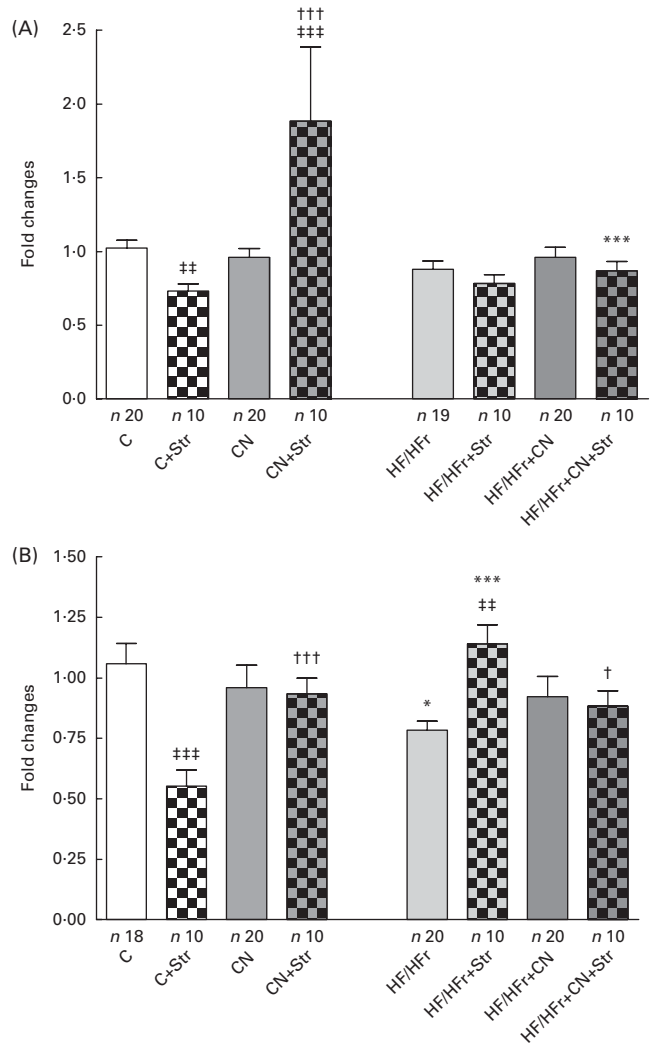 (A)
2·5
2·0
1·5
1·0
0·5
0·0
Fold changes
†††
‡‡‡
‡‡
***
n 20 n 10 n 20 n 10 n 19 n 10 n 20 n 10
C C+Str CN CN+Str HF/HFr HF/HFr+Str HF/HFr+CN HF/HFr+CN+Str
(B)
1·50
1·25
1·00
0·75
0·50
0·25
0·00
Fold changes
***
‡‡
†††
†
*
‡‡‡
n 18 n 10 n 20 n 10 n 20 n 10 n 20 n 10
C C+Str CN CN+Str HF/HFr HF/HFr+Str HF/HFr+CN HF/HFr+CN+Str